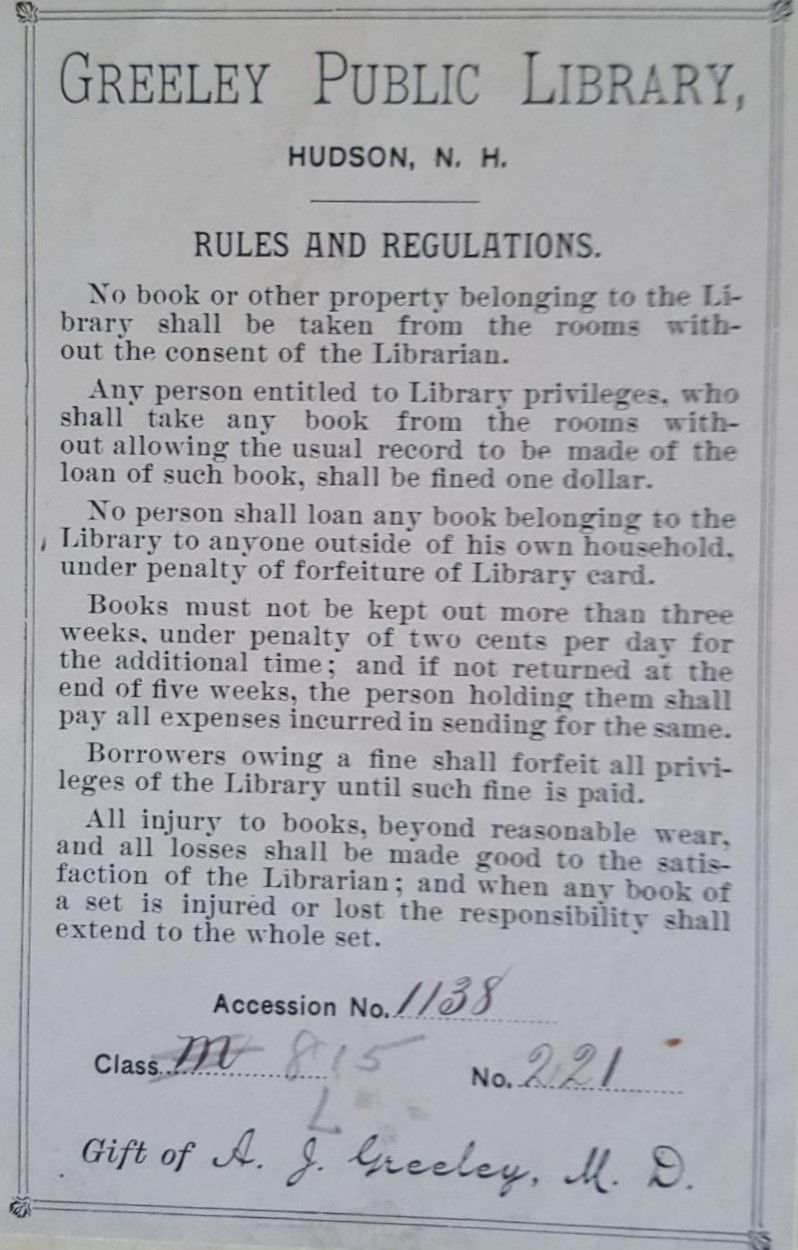 GREELEY PUBLIC LIBRARY,
HUDSON, N. H.
RULES AND REGULATIONS.
No book or other property belonging to the Li-
brary shall be taken from the rooms with-
out the consent of the Librarian.
Any person entitled to Library privileges, who
shall take any book from the rooms with-
out allowing the usual record to be made of the
loan of such book, shall be fined one dollar.
No person shall loan any book belonging to the
Library to anyone outside of his own household,
under penalty of forfeiture of Library card.
Books must not be kept out more than three
weeks, under penalty of two cents per day for
the additional time; and if not returned at the
end of five weeks, the person holding them shall
pay all expenses incurred in sending for the same.
Borrowers owing a fine shall forfeit all privi-
leges of the Library until such fine is paid.
All injury to books, beyond reasonable wear,
and all losses shall be made good to the satis-
faction of the Librarian; and when any book of
a set is injured or lost the responsibility shall
extend to the whole set.
Accession No. 1138
Class m 815 No. 221
L
Gift of A. J. Greeley, M. D.